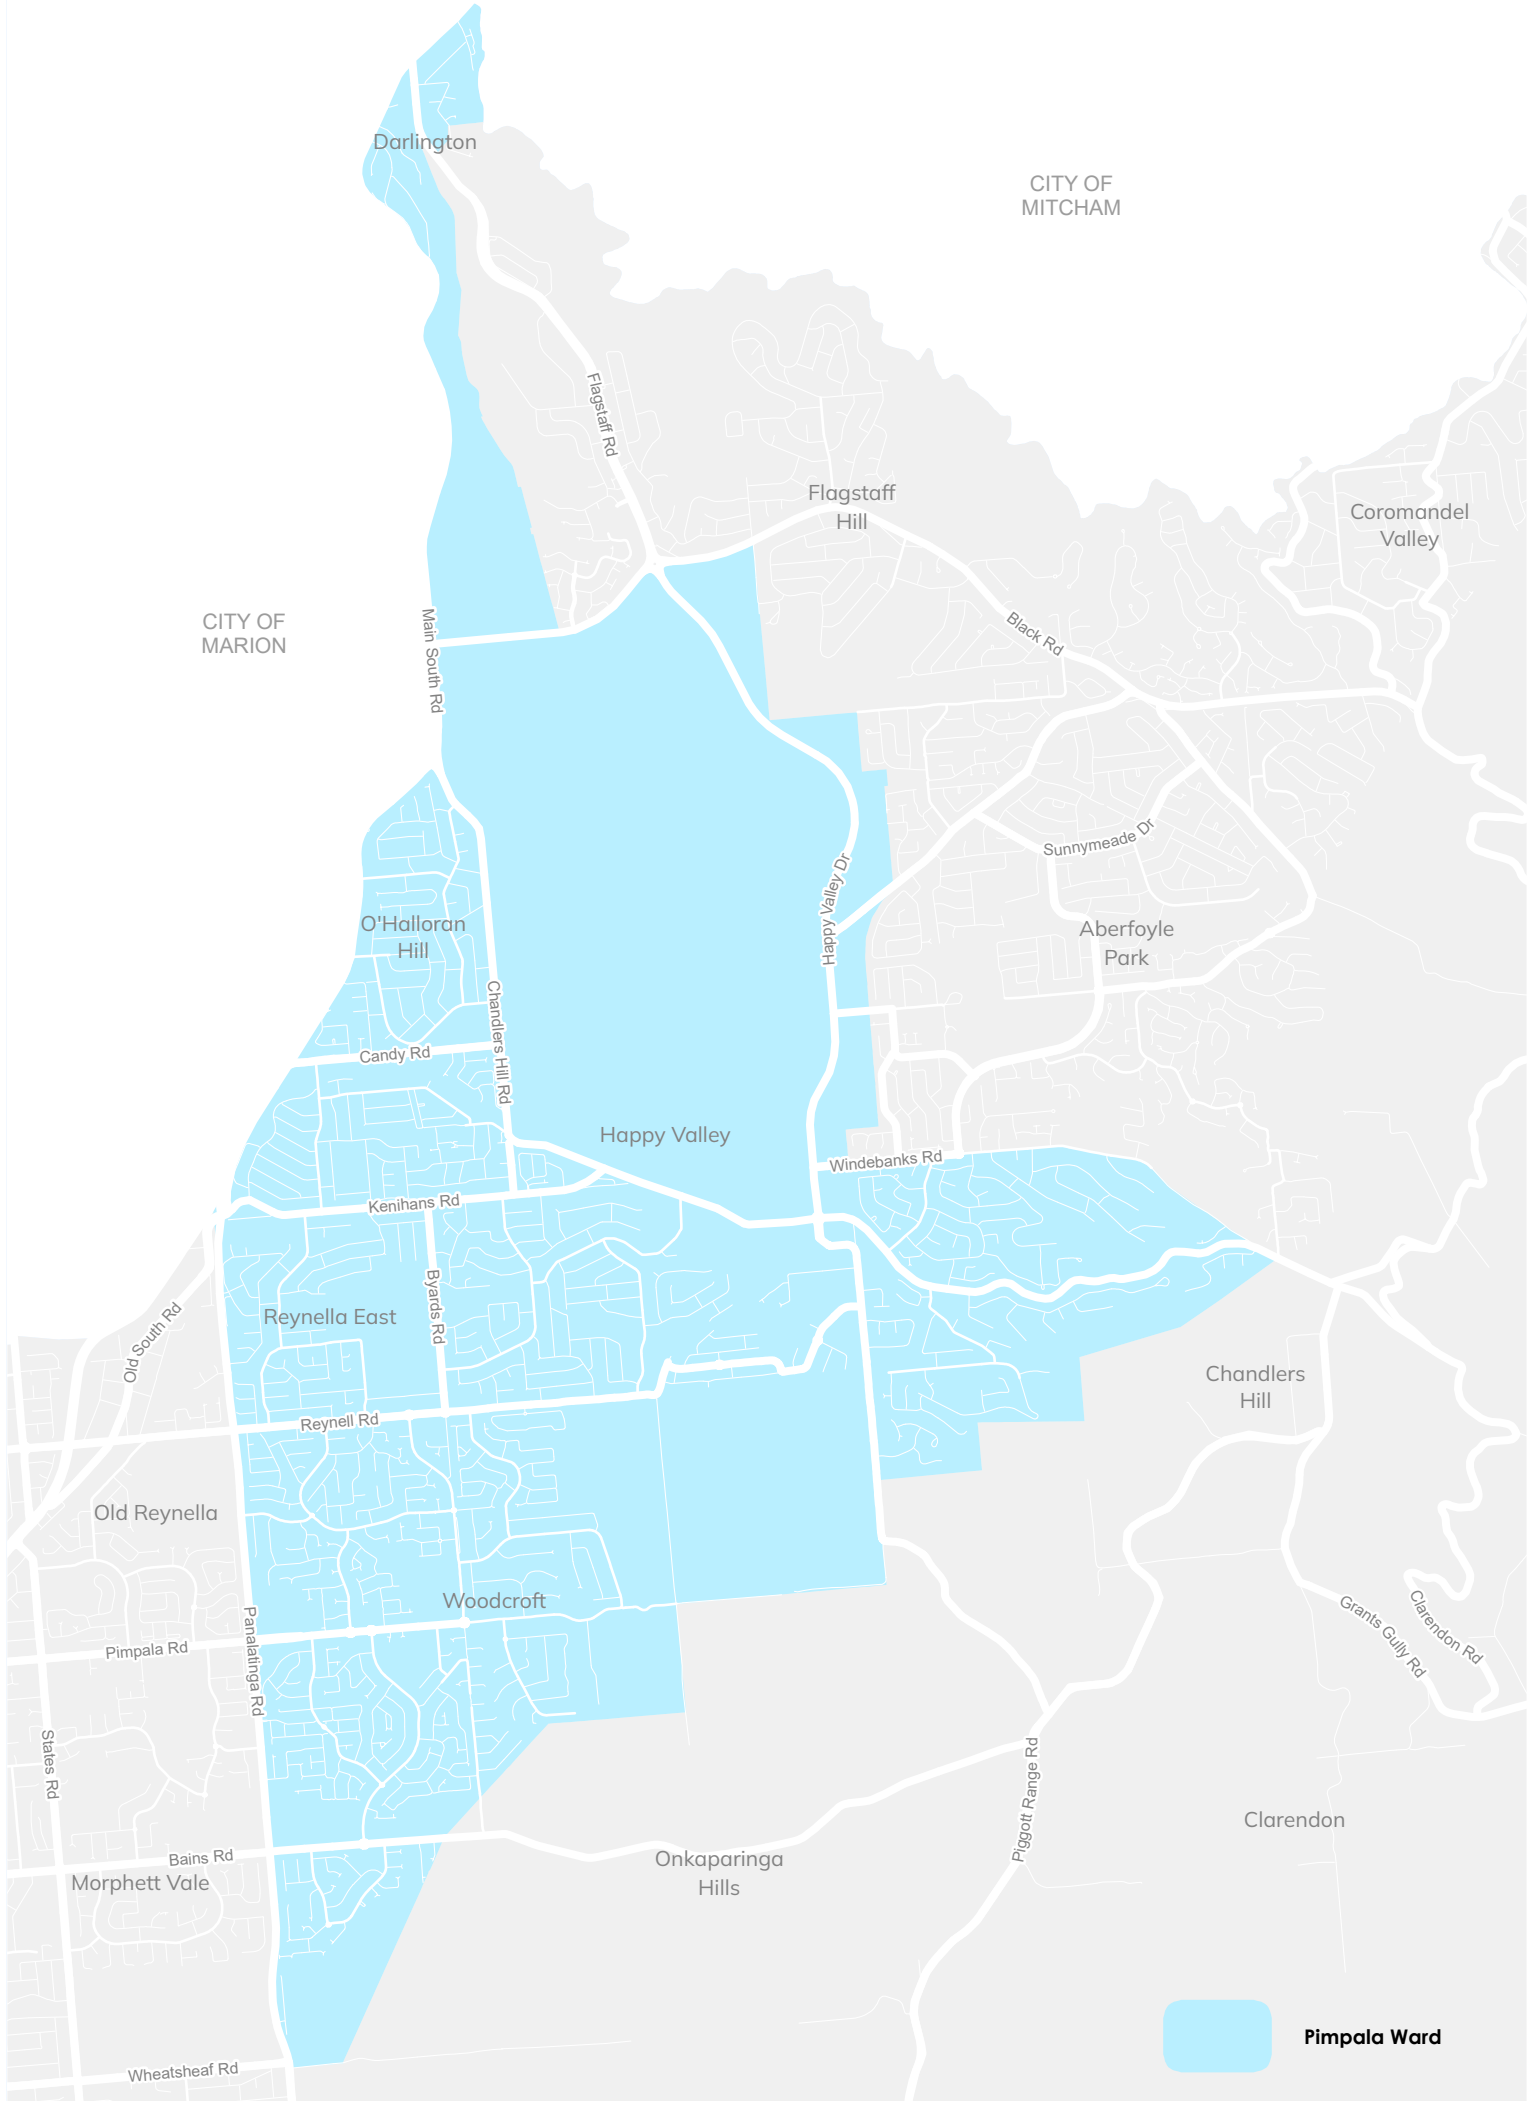 Darlington
CITY OF
MITCHAM
Flagstaff Rd
Flagstaff
Hill
Coromandel
Valley
CITY OF
MARION
Main South Rd
Black Rd
Sunnymeade Dr
Happy Valley Dr
O'Halloran
Hill
Aberfoyle
Park
Chandlers Hill Rd
Candy Rd
Happy Valley
Windebanks Rd
Kenihans Rd
Byards Rd
Reynella East
Old South Rd
Chandlers
Hill
Reynell Rd
Old Reynella
Woodcroft
Grants Gully Rd
Clarendon Rd
Pimpala Rd
Panalatinga Rd
States Rd
Piggott Range Rd
Clarendon
Bains Rd
Morphett Vale
Onkaparinga
Hills
Pimpala Ward
Wheatsheaf Rd